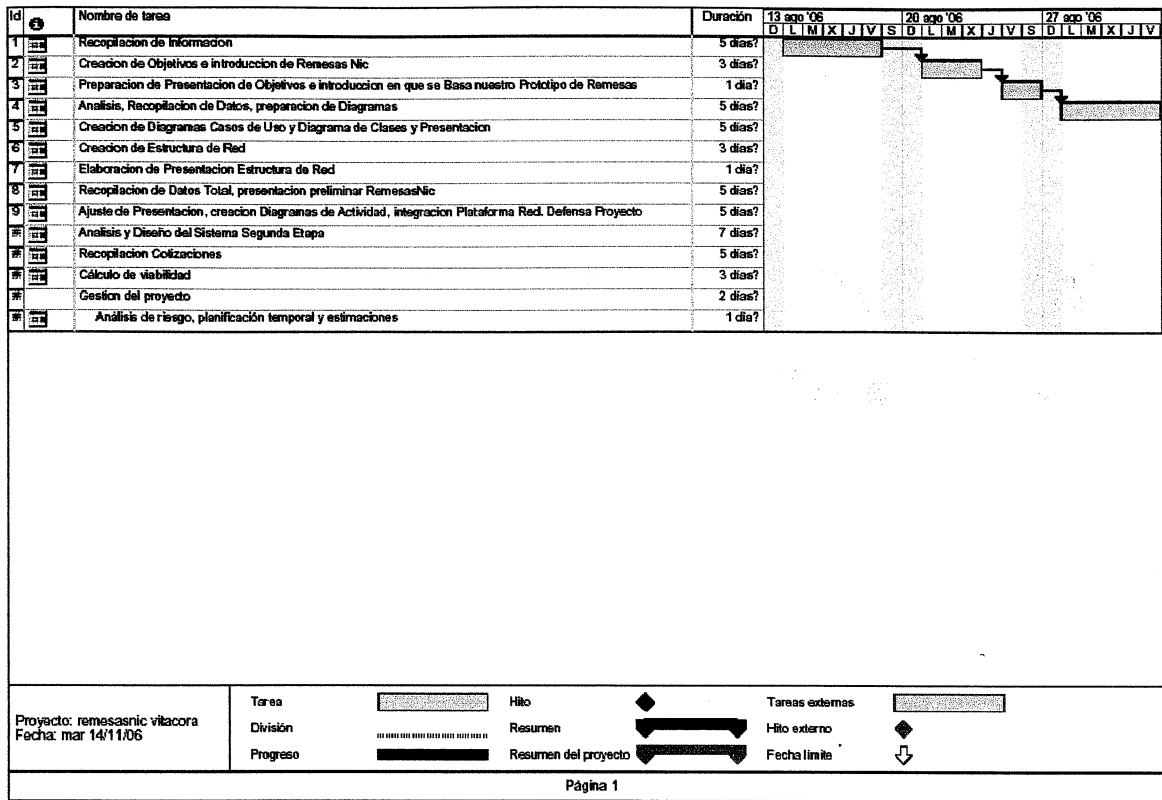 Id Nombre de tarea Duración 13 ago '06 20 ago '06 27 ago '06
D L M X J V S D L M X J V S D L M X J V
1 Recopilacion de Informacion 5 días?
2 Creacion de Objetivos e introduccion de Remesas Nic 3 días?
3 Preparacion de Presentacion de Objetivos e introduccion en que se Basa nuestro Prototipo de Remesas 1 día?
4 Analisis, Recopilacion de Datos, preparacion de Diagramas 5 días?
5 Creacion de Diagramas Casos de Uso y Diagrama de Clases y Presentacion 5 días?
6 Creacion de Estructura de Red 3 días?
7 Elaboracion de Presentacion Estructura de Red 1 día?
8 Recopilacion de Datos Total, presentacion preliminar RemesasNic 5 días?
9 Ajuste de Presentacion, creacion Diagramas de Actividad, integracion Plataforma Red. Defensa Proyecto 5 días?
# Analisis y Diseño del Sistema Segunda Etapa 7 días?
# Recopilacion Cotizaciones 5 días?
# Cálculo de viabilidad 3 días?
# Gestion del proyecto 2 días?
# Análisis de riesgo, planificación temporal y estimaciones 1 día?
Proyecto: remesasnic vitacora
Fecha: mar 14/11/06
Tarea Hito Tareas externas
División Resumen Hito externo
Progreso Resumen del proyecto Fecha límite
Página 1